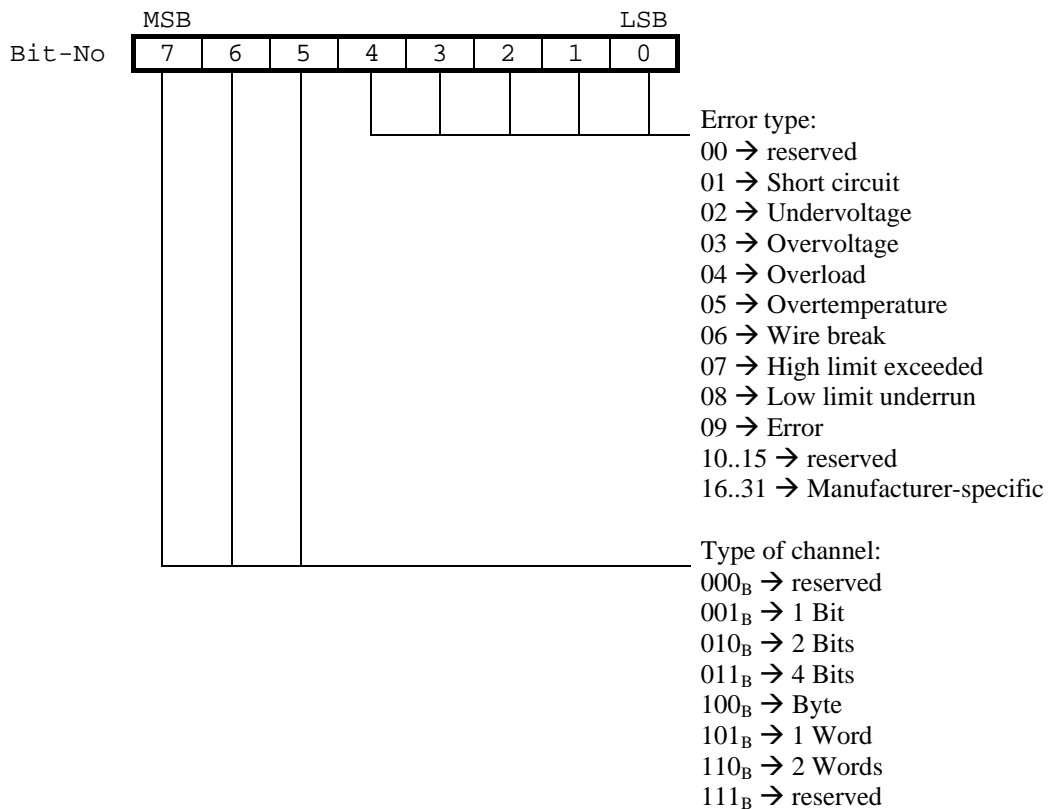 MSB LSB
Bit-No 7 6 5 4 3 2 1 0
Error type:
00 → reserved
01 → Short circuit
02 → Undervoltage
03 → Overvoltage
04 → Overload
05 → Overtemperature
06 → Wire break
07 → High limit exceeded
08 → Low limit underrun
09 → Error
10..15 → reserved
16..31 → Manufacturer-specific
Type of channel:
000B → reserved
001B → 1 Bit
010B → 2 Bits
011B → 4 Bits
100B → Byte
101B → 1 Word
110B → 2 Words
111B → reserved